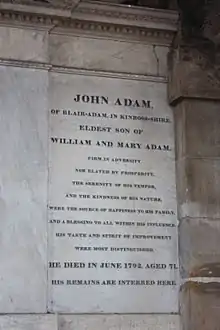 JOHN ADAM,
OF BLAIR-ADAM, IN KINROSS-SHIRE,
ELDEST SON OF
WILLIAM AND MARY ADAM,
FIRM IN ADVERSITY,
NOR ELATED BY PROSPERITY,
THE SERENITY OF HIS TEMPER,
AND THE KINDNESS OF HIS NATURE,
WERE THE SOURCE OF HAPPINESS TO HIS FAMILY,
AND A BLESSING TO ALL WITHIN HIS INFLUENCE.
HIS TASTE AND SPIRIT OF IMPROVEMENT
WERE MOST DISTINGUISHED.
HE DIED IN JUNE 1792, AGED 71.
HIS REMAINS ARE INTERRED HERE.